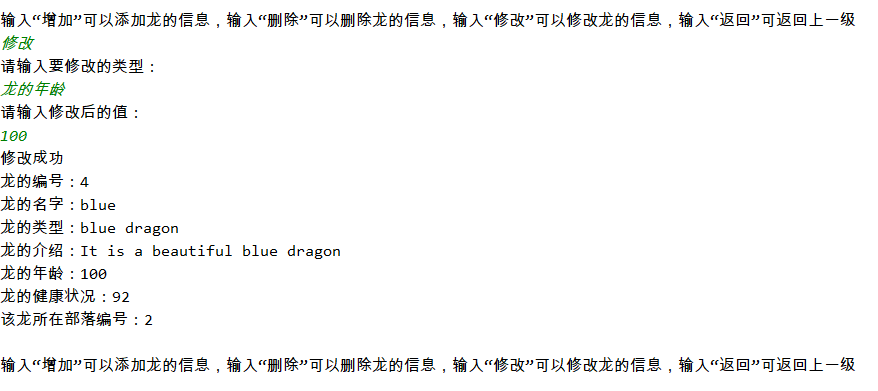 输入“增加”可以添加龙的信息，输入“删除”可以删除龙的信息，输入“修改”可以修改龙的信息，输入“返回”可返回上一级
修改
请输入要修改的类型：
龙的年龄
请输入修改后的值：
100
修改成功
龙的编号：4
龙的名字：blue
龙的类型：blue dragon
龙的介绍：It is a beautiful blue dragon
龙的年龄：100
龙的健康状况：92
该龙所在部落编号：2
输入“增加”可以添加龙的信息，输入“删除”可以删除龙的信息，输入“修改”可以修改龙的信息，输入“返回”可返回上一级